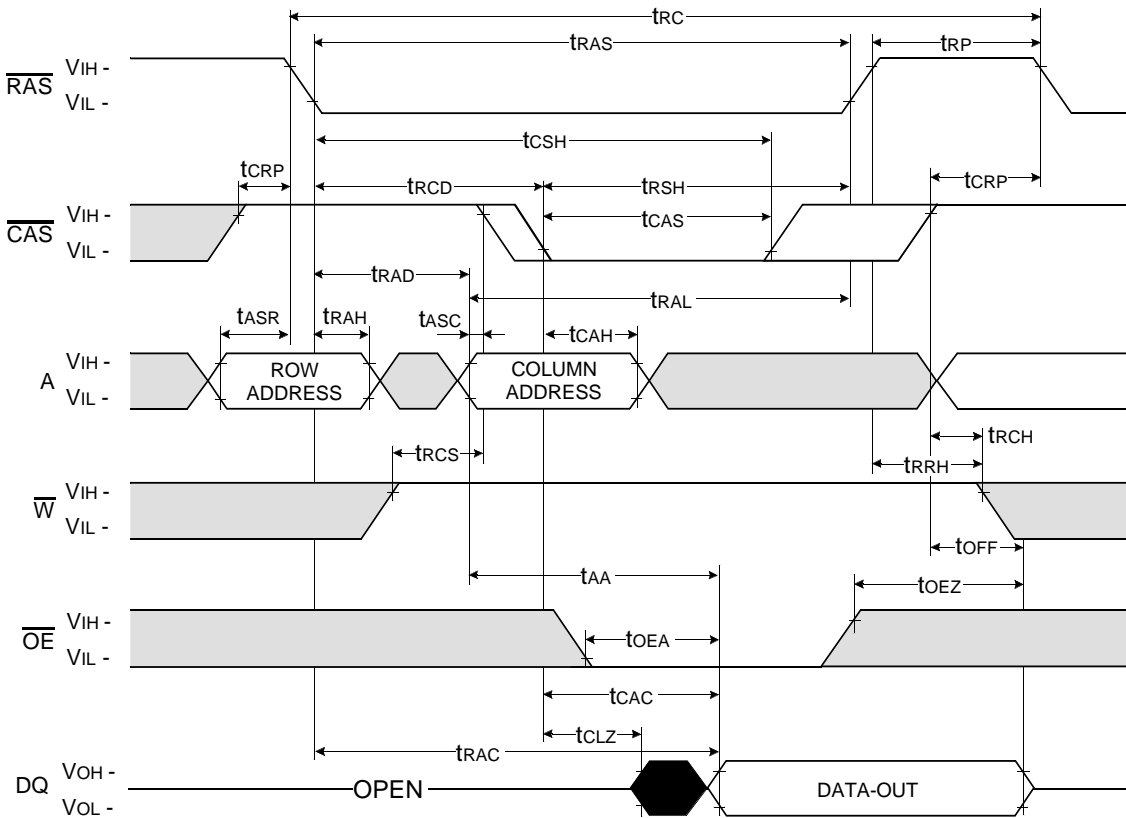 tRC
tRAS
tRP
RAS
VIH -
VIL -
tCSH
tCRP
tRCD
tRSH
tCRP
CAS
VIH -
VIL -
tCAS
tRAD
tRAL
tASR
tRAH
tASC
tCAH
A
VIH -
VIL -
ROW
ADDRESS
COLUMN
ADDRESS
tRCS
tRCH
tRRH
W
VIH -
VIL -
tOFF
tAA
tOEZ
OE
VIH -
VIL -
tOEA
tCAC
tCLZ
tRAC
DQ
VOH -
VOL -
OPEN
DATA-OUT